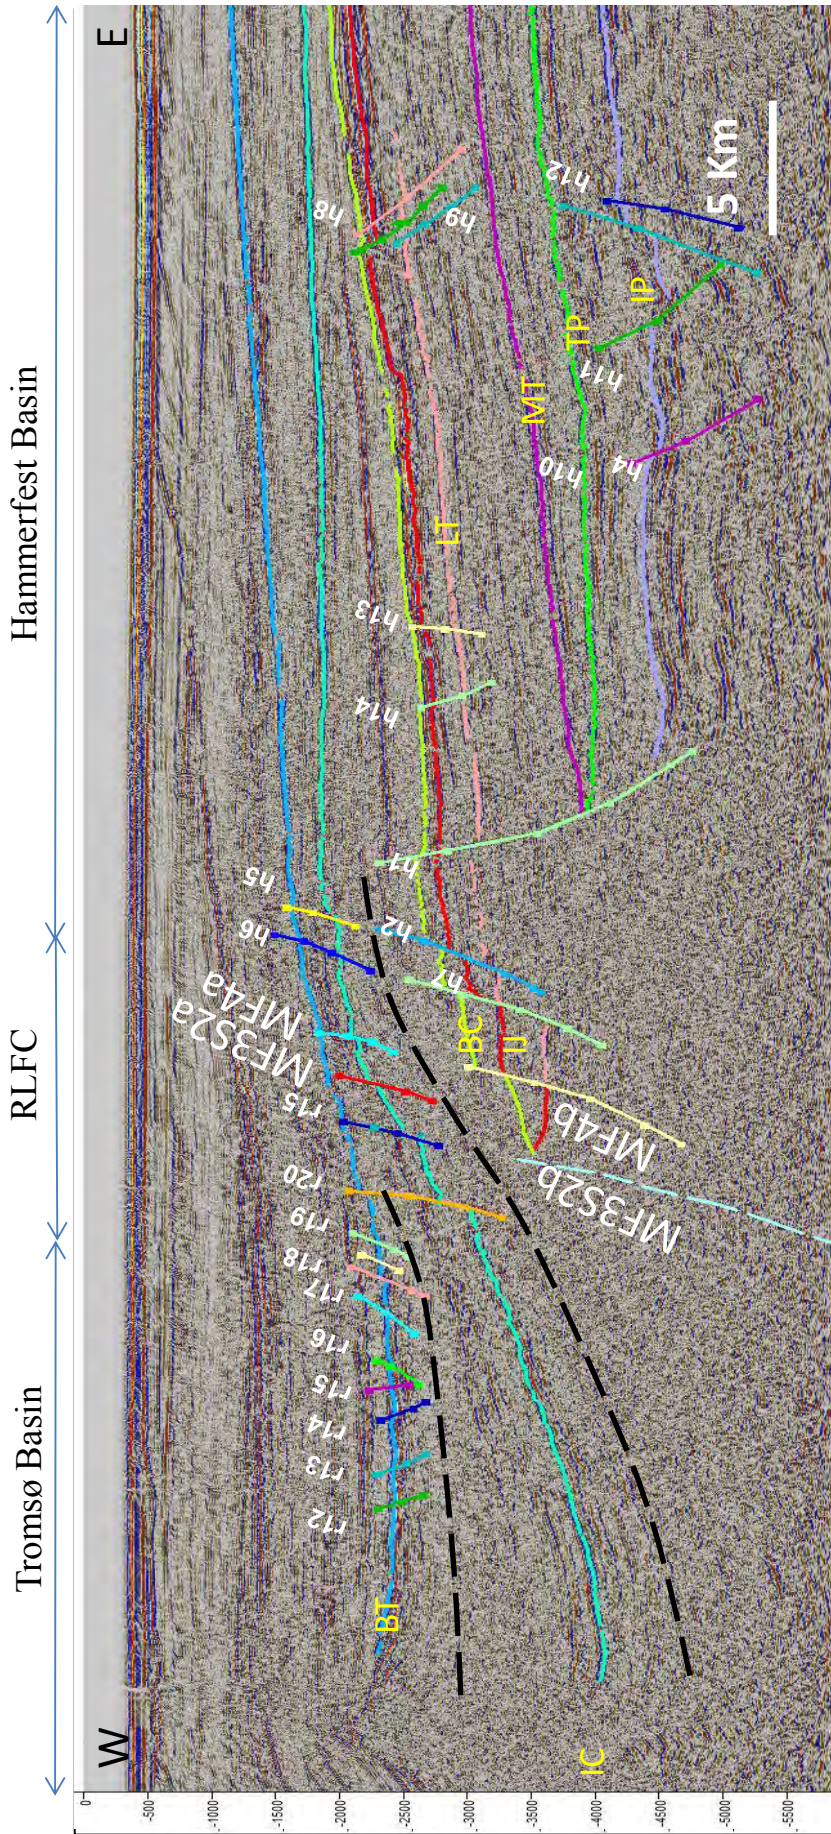 Tromsø Basin
RLFC
Hammerfest Basin
W
E
0
-500
-1000
-1500
-2000
-2500
-3000
-3500
-4000
-4500
-5000
-5500
h5
h6
MF4a
MF3S2a
r15
r20
r19
r18
r17
r16
r15
r14
r13
r12
BT
IC
h8
h9
h13
h14
h1
h2
h7
BC
IJ
LT
MT
h10
TP
h11
h12
IP
h4
MF4b
MF3S2b
5 Km